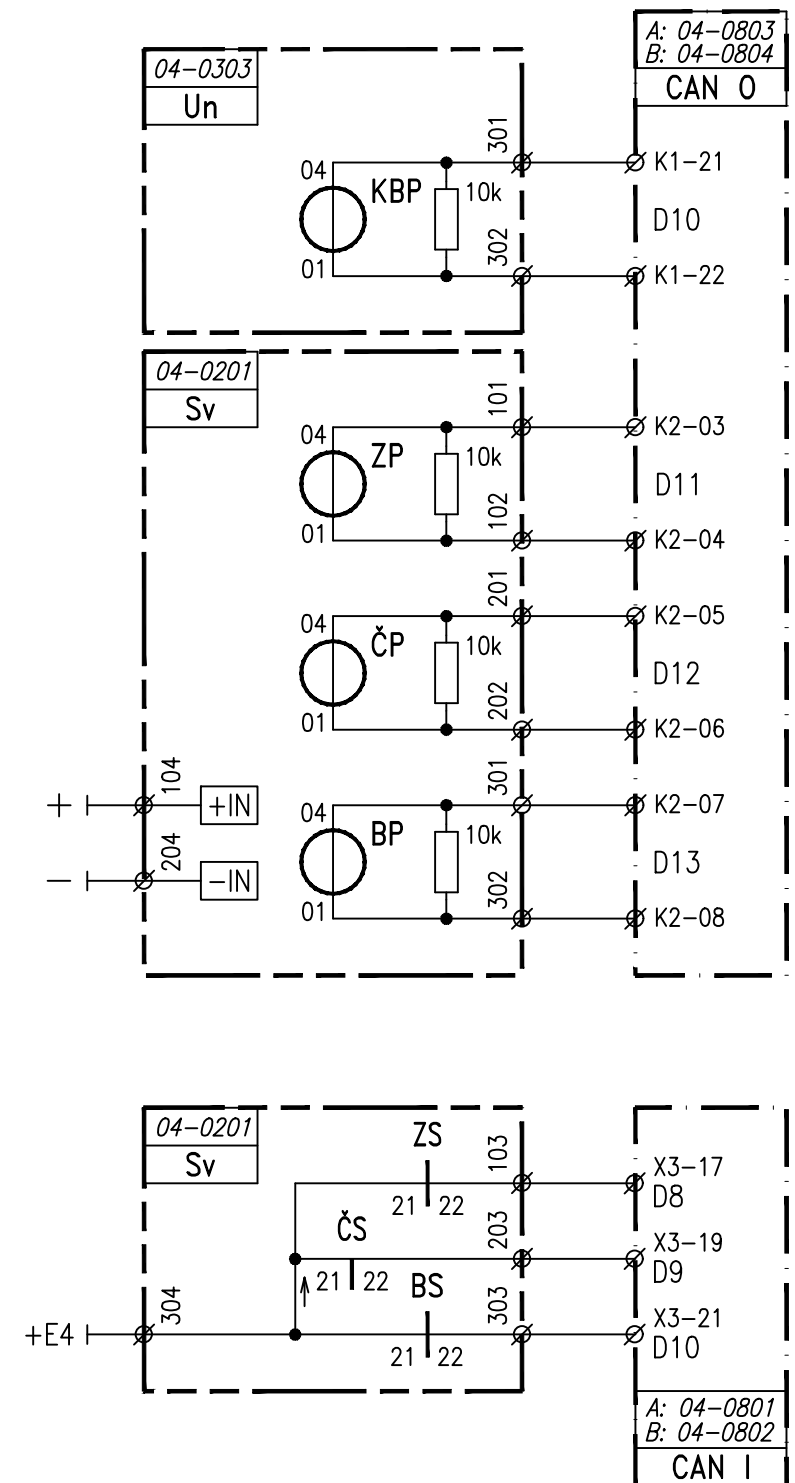 04-0303
Un
301
04
KBP
10k
302
01
A: 04-0803
B: 04-0804
CAN O
K1-21
D10
K1-22
04-0201
Sv
101
04
ZP
10k
102
01
K2-03
D11
K2-04
201
04
ČP
10k
202
01
K2-05
D12
K2-06
+
104
+IN
-
204
-IN
301
04
BP
10k
302
01
K2-07
D13
K2-08
04-0201
Sv
ZS
103
21 22
ČS
203
21 22
BS
303
21 22
+E4
304
X3-17
D8
X3-19
D9
X3-21
D10
A: 04-0801
B: 04-0802
CAN I